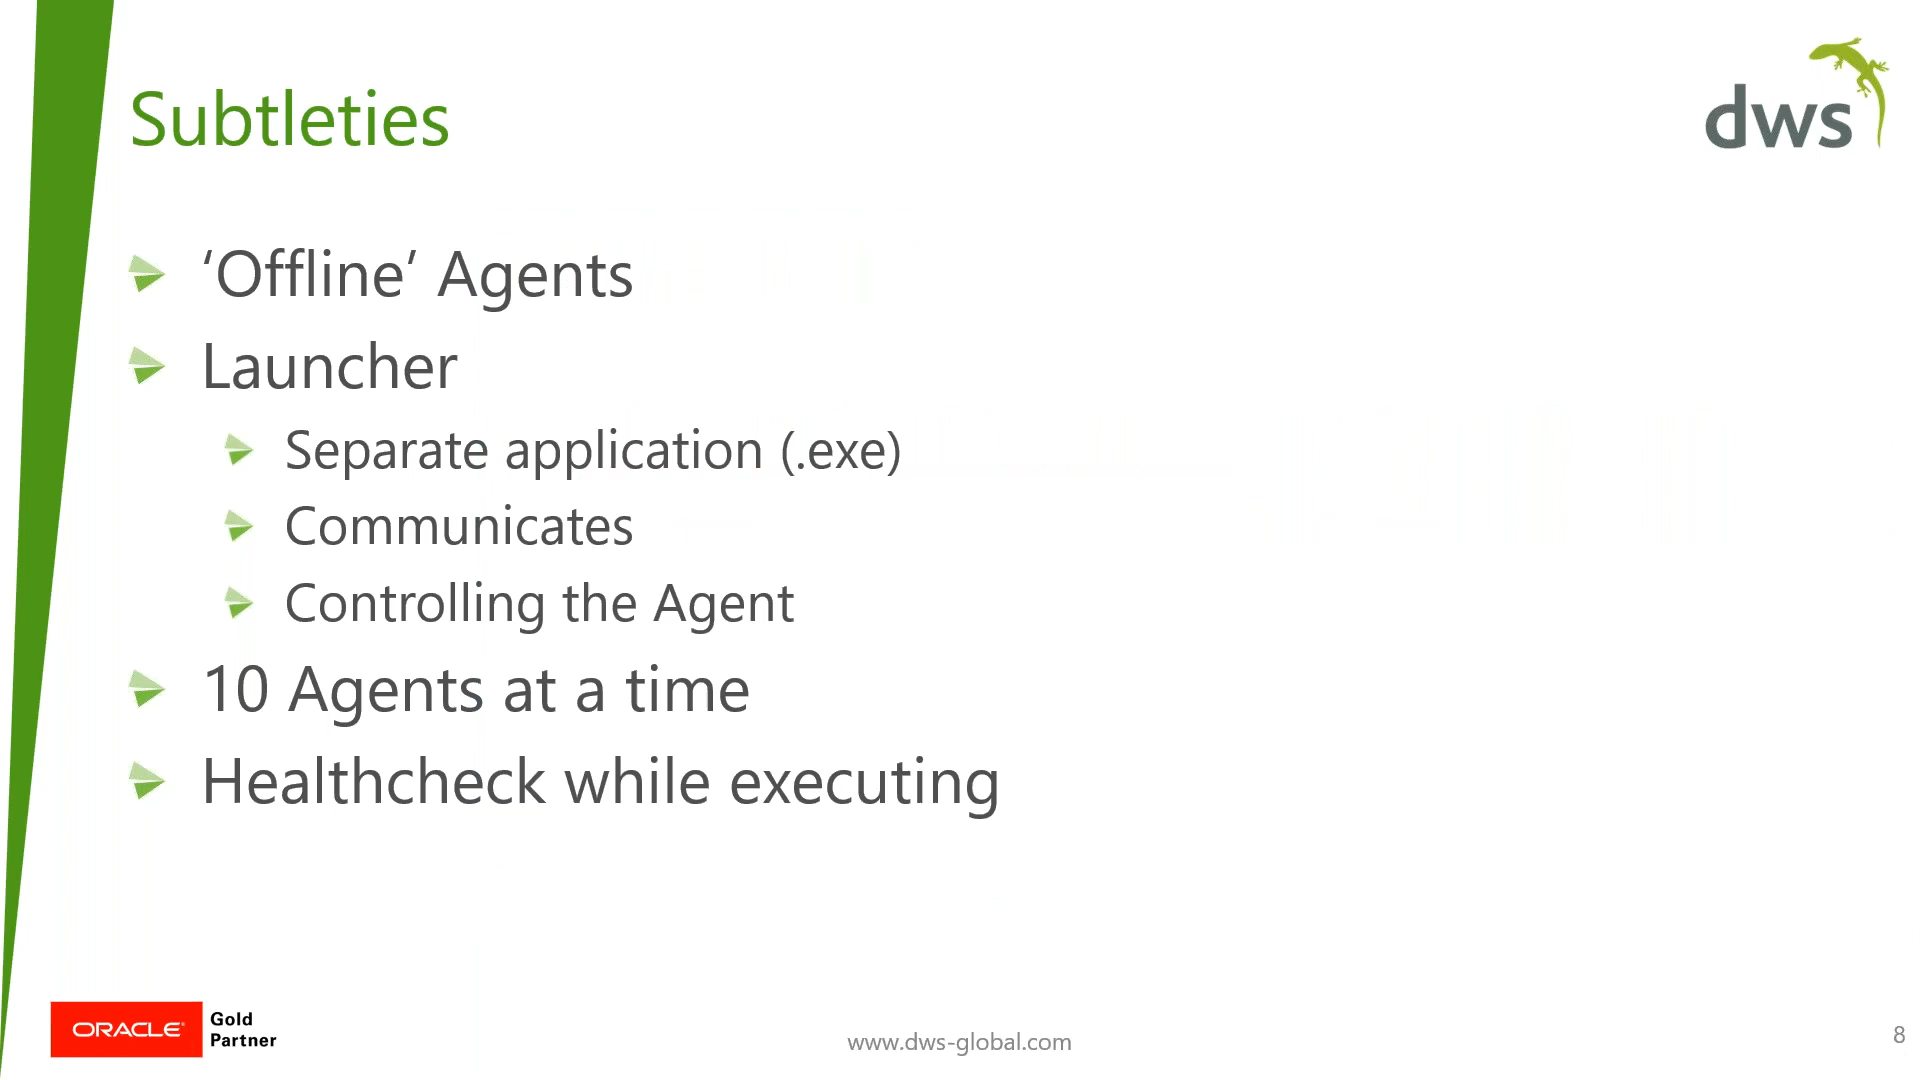 Subtleties
dws
‘Offline’ Agents
Launcher
Separate application (.exe)
Communicates
Controlling the Agent
10 Agents at a time
Healthcheck while executing
ORACLE®
Gold
Partner
www.dws-global.com
8